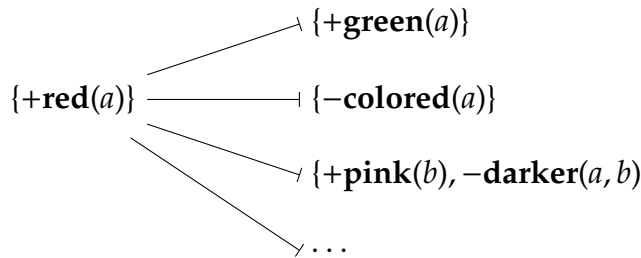 {+green(a)}
{+red(a)}
{−colored(a)}
{+pink(b), −darker(a, b)
...